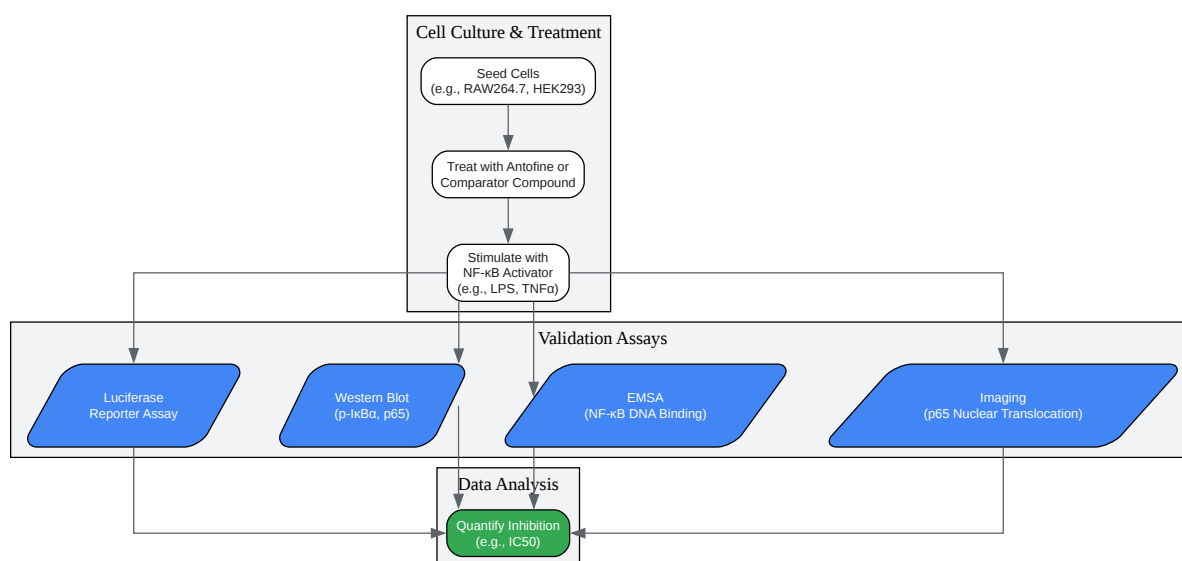 Cell Culture & Treatment
Seed Cells
(e.g., RAW264.7, HEK293)
Treat with Antofine or
Comparator Compound
Stimulate with
NF-κB Activator
(e.g., LPS, TNFα)
Validation Assays
Luciferase
Reporter Assay
Western Blot
(p-IκBα, p65)
EMSA
(NF-κB DNA Binding)
Imaging
(p65 Nuclear Translocation)
Data Analysis
Quantify Inhibition
(e.g., IC50)